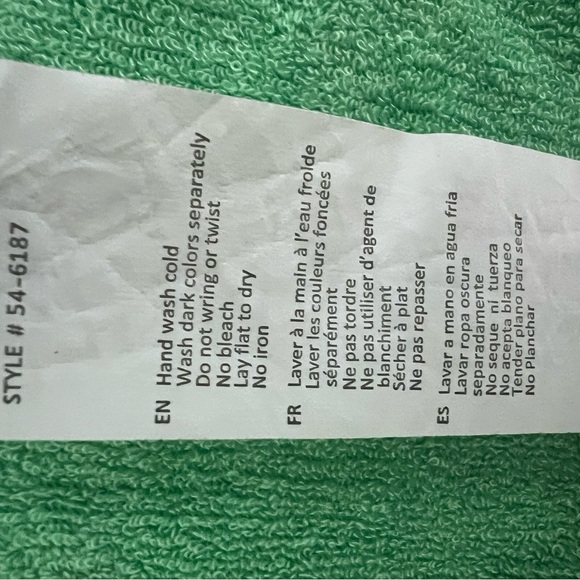 STYLE # 54-6187
EN Hand wash cold
Wash dark colors separately
Do not wring or twist
No bleach
Lay flat to dry
No iron
FR Laver à la main à l'eau froide
Laver les couleurs foncées
séparément
Ne pas tordre
Ne pas utiliser d'agent de
blanchiment
Sécher à plat
Ne pas repasser
ES Lavar a mano en agua fria
Lavar ropa oscura
separadamente
No seque ní tuerza
No acepta blanqueo
Tender plano para secar
No Planchar